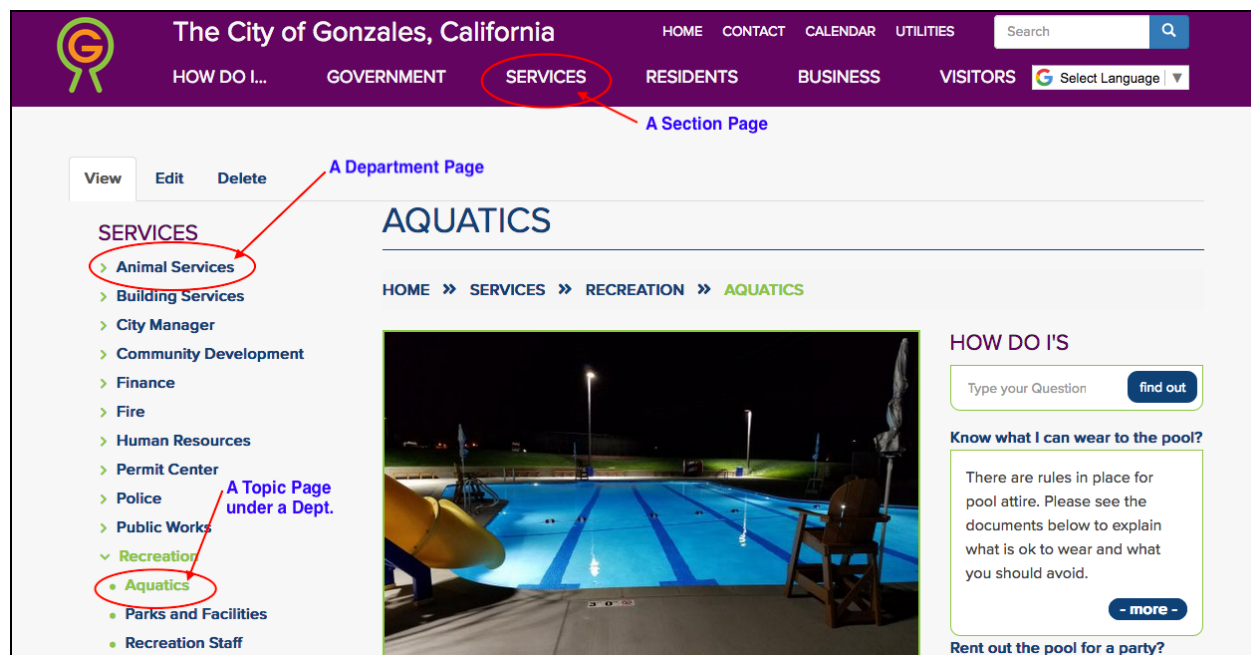 G
The City of Gonzales, California
HOME CONTACT CALENDAR UTILITIES
Search
HOW DO I... GOVERNMENT SERVICES RESIDENTS BUSINESS VISITORS
G Select Language ▼
A Section Page
View Edit Delete
A Department Page
SERVICES
Animal Services
Building Services
City Manager
Community Development
Finance
Fire
Human Resources
Permit Center
Police
Public Works
Recreation
Aquatics
Parks and Facilities
Recreation Staff
A Topic Page
under a Dept.
AQUATICS
HOME » SERVICES » RECREATION » AQUATICS
3' 0"
HOW DO I'S
Type your Question find out
Know what I can wear to the pool?
There are rules in place for
pool attire. Please see the
documents below to explain
what is ok to wear and what
you should avoid.
- more -
Rent out the pool for a party?